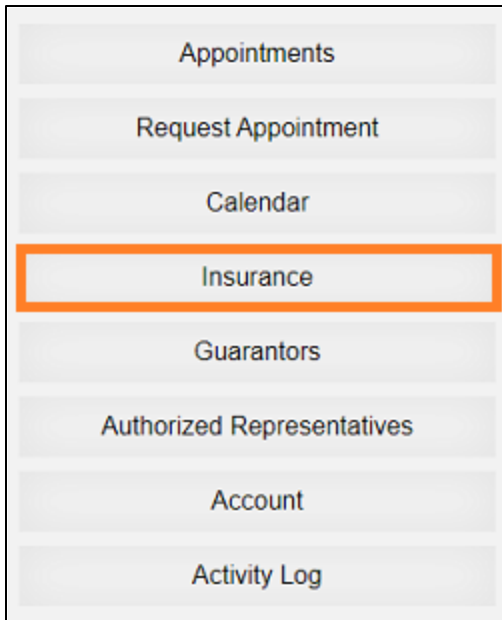 Appointments
Request Appointment
Calendar
Insurance
Guarantors
Authorized Representatives
Account
Activity Log